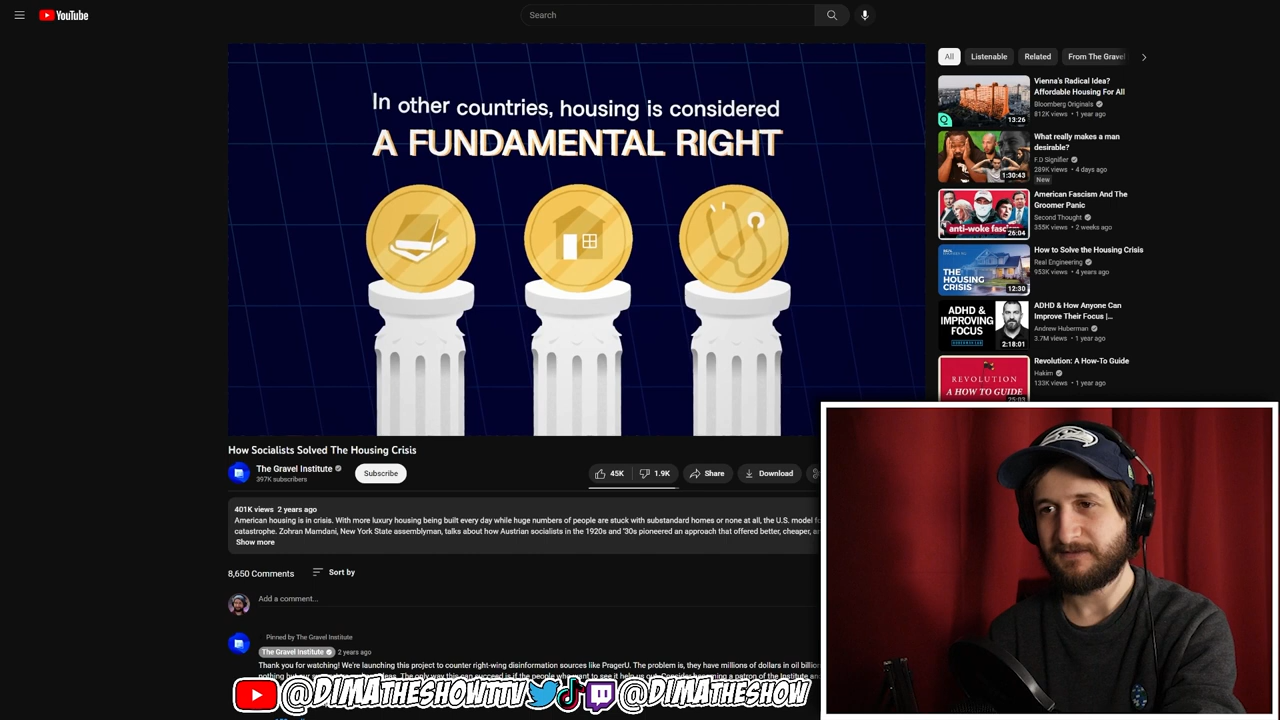 YouTube
Search
In other countries, housing is considered
A FUNDAMENTAL RIGHT
All
Listenable
Related
From The Gravel
Vienna's Radical Idea?
Affordable Housing For All
Bloomberg Originals
812K views • 1 year ago
13:26
What really makes a man
desirable?
F.D Signifier
289K views • 4 days ago
New
1:30:43
American Fascism And The
Groomer Panic
Second Thought
355K views • 2 weeks ago
26:04
How to Solve the Housing Crisis
Real Engineering
953K views • 4 years ago
THE
HOUSING
CRISIS
12:30
ADHD & How Anyone Can
Improve Their Focus |...
Andrew Huberman
3.7M views • 1 year ago
ADHD &
IMPROVING
FOCUS
2:18:01
Revolution: A How-To Guide
Hakim
133K views • 1 year ago
REVOLUTION
A HOW TO GUIDE
How Socialists Solved The Housing Crisis
The Gravel Institute
397K subscribers
Subscribe
45K
1.9K
Share
Download
401K views 2 years ago
American housing is in crisis. With more luxury housing being built every day while huge numbers of people are stuck with substandard homes or none at all, the U.S. model
catastrophe. Zohran Mamdani, New York State assemblyman, talks about how Austrian socialists in the 1920s and '30s pioneered an approach that offered better, cheaper,
Show more
8,650 Comments
Sort by
Add a comment...
Pinned by The Gravel Institute
The Gravel Institute
2 years ago
Thank you for watching! We're launching this project to counter right-wing disinformation sources like PragerU. The problem is, they have millions of dollars in oil
@DIMATHESHOWTTV
@DIMATHESHOW